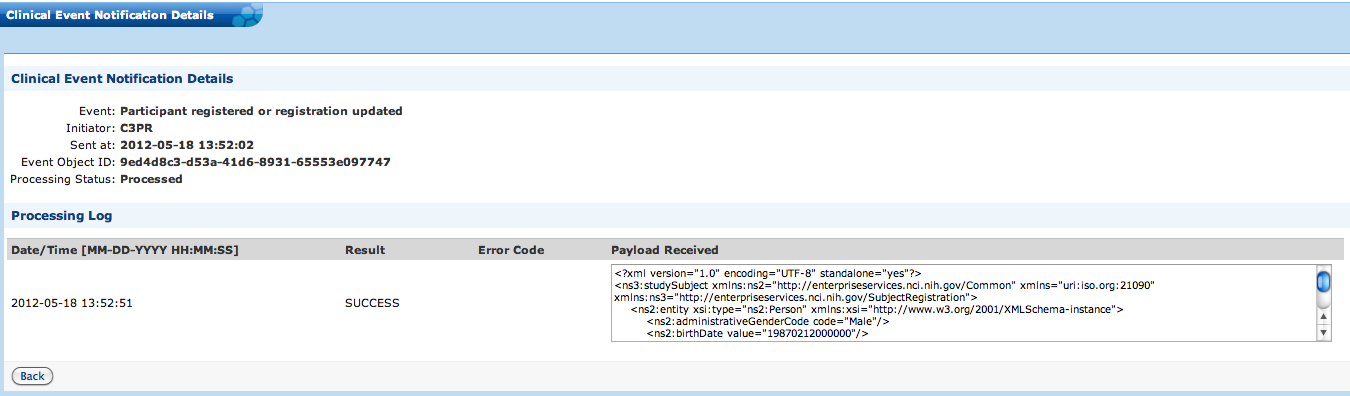 Clinical Event Notification Details
Clinical Event Notification Details
Event: Participant registered or registration updated
Initiator: C3PR
Sent at: 2012-05-18 13:52:02
Event Object ID: 9ed4d8c3-d53a-41d6-8931-65553e097747
Processing Status: Processed
Processing Log
Date/Time [MM-DD-YYYY HH:MM:SS] Result Error Code Payload Received
2012-05-18 13:52:51 SUCCESS
<?xml version="1.0" encoding="UTF-8" standalone="yes"?>
<ns3:studySubject xmlns:ns2="http://enterpriseservices.nci.nih.gov/Common" xmlns="uri:iso.org:21090"
xmlns:ns3="http://enterpriseservices.nci.nih.gov/SubjectRegistration">
<ns2:entity xsi:type="ns2:Person" xmlns:xsi="http://www.w3.org/2001/XMLSchema-instance">
<ns2:administrativeGenderCode code="Male"/>
<ns2:birthDate value="19870212000000"/>
Back